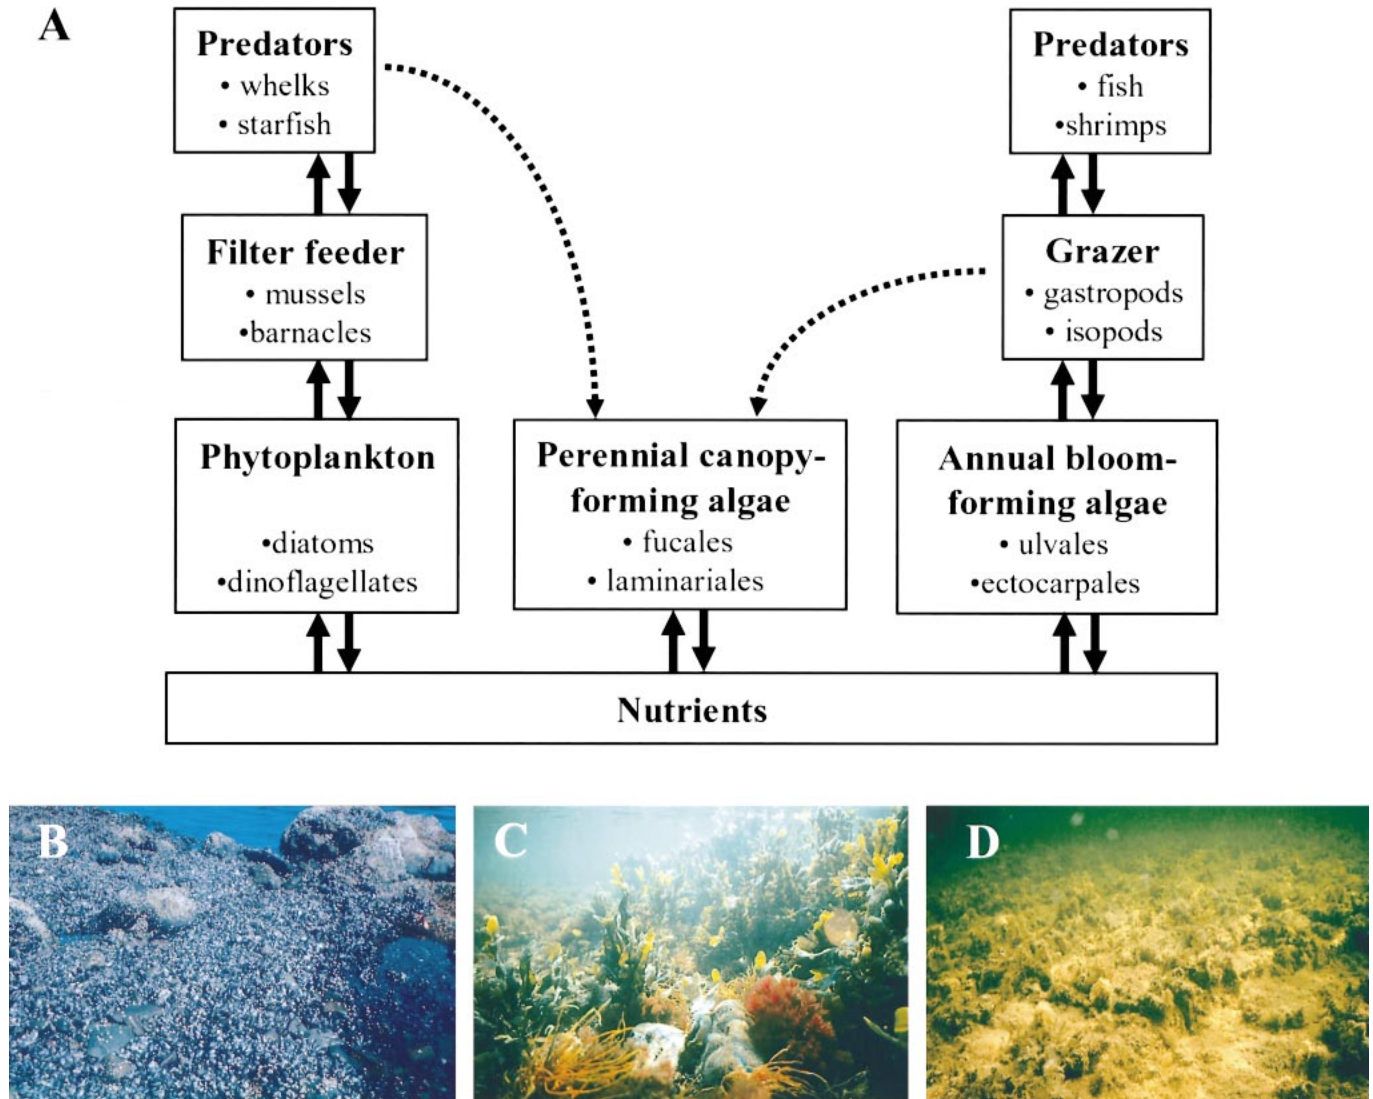 A
Predators
• whelks
• starfish
Predators
• fish
•shrimps
Filter feeder
• mussels
•barnacles
Grazer
• gastropods
• isopods
Phytoplankton
•diatoms
•dinoflagellates
Perennial canopy-
forming algae
• fucales
• laminariales
Annual bloom-
forming algae
• ulvales
•ectocarpales
Nutrients
B
C
D